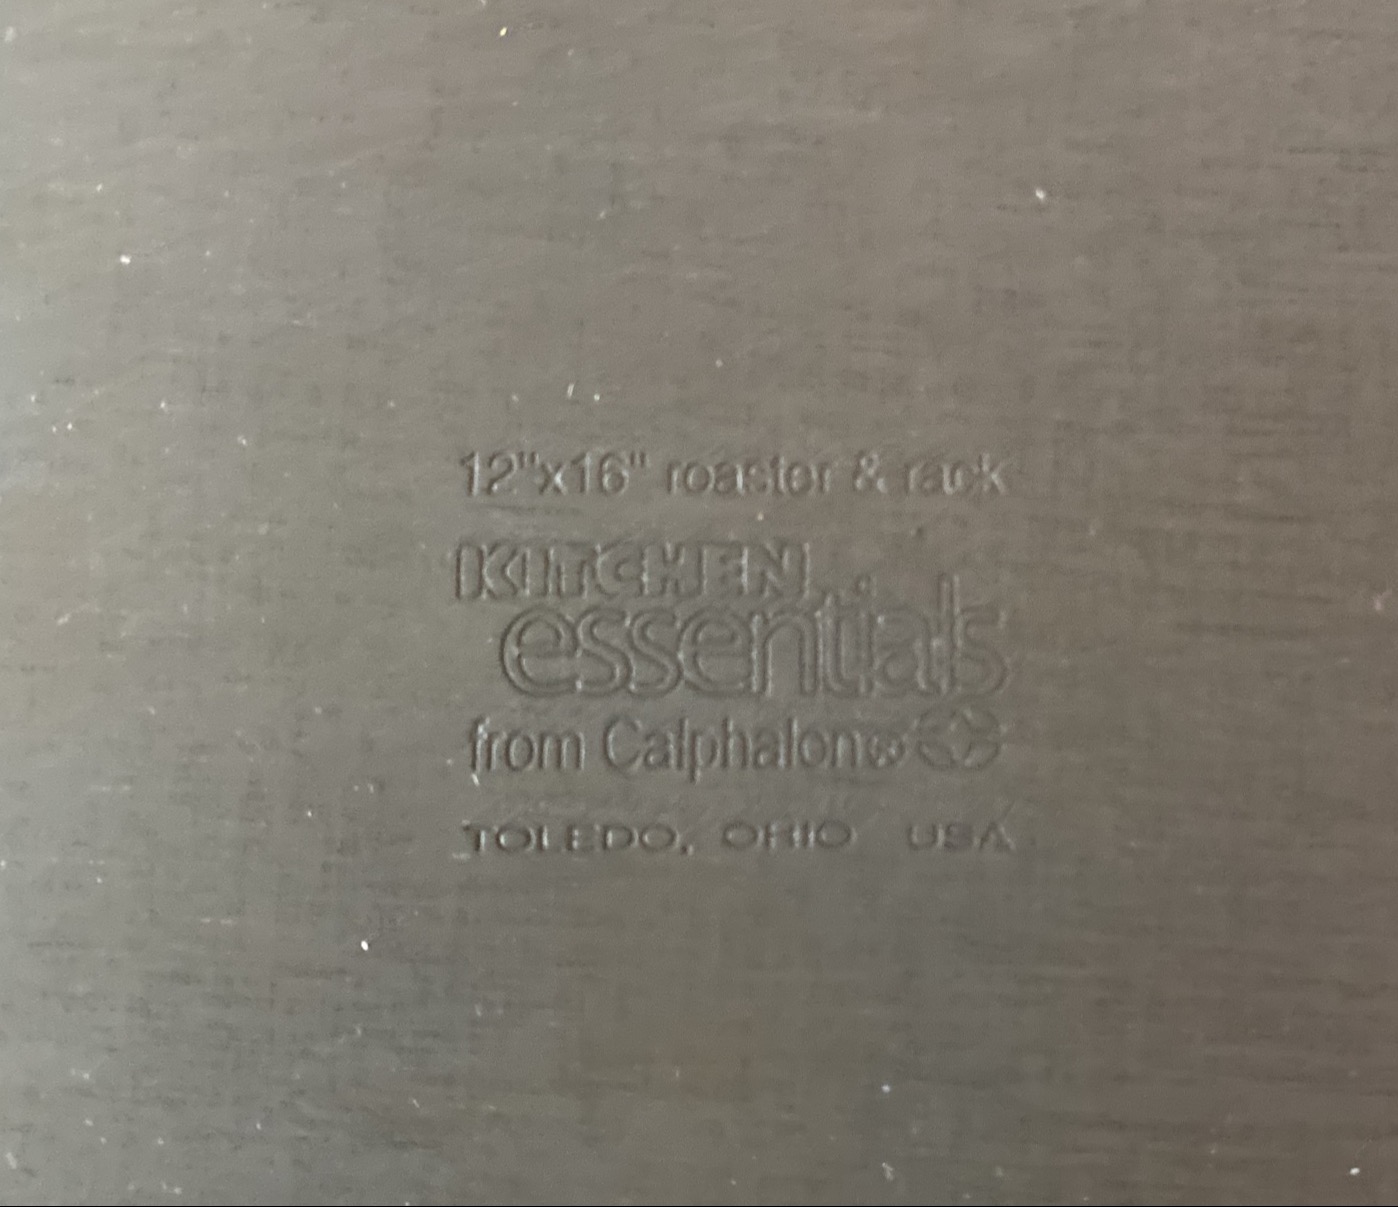 12"x16" roaster & rack
KITCHEN
essentials
from Calphalon®
TOLEDO, OHIO USA